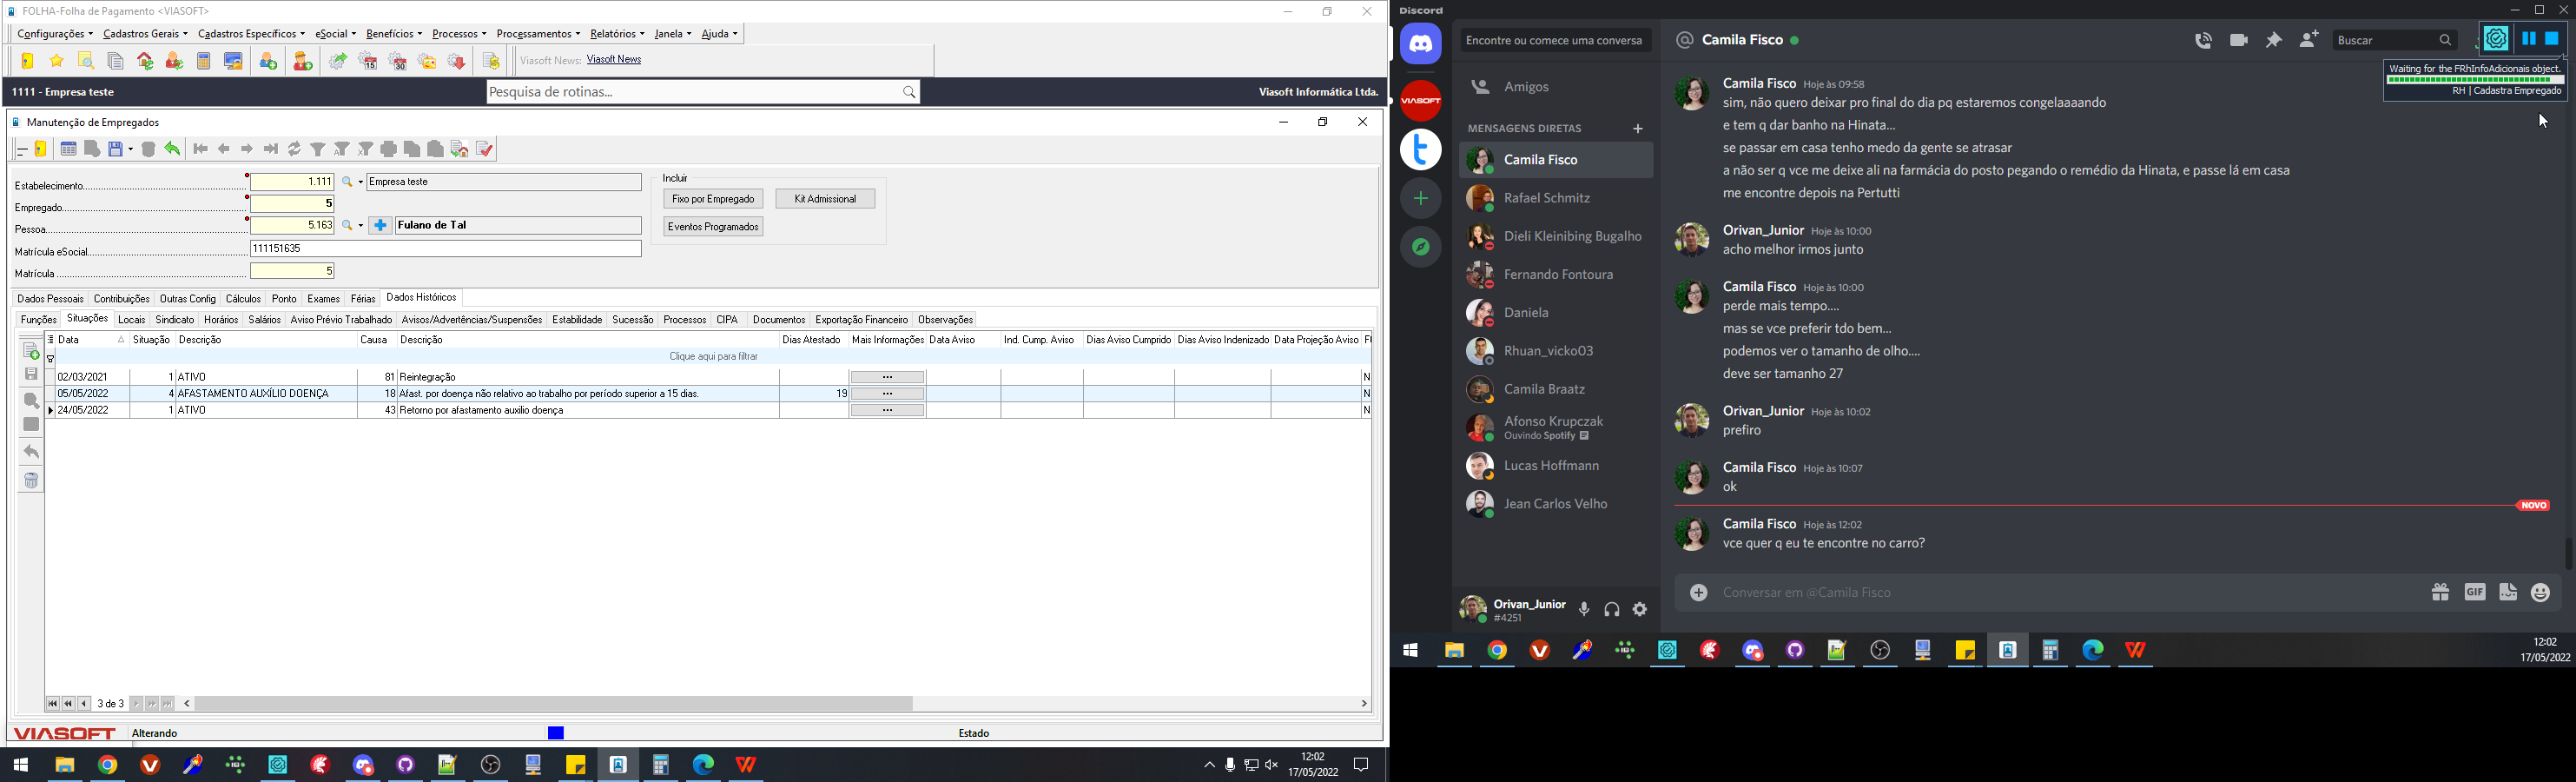 FOLHA-Folha de Pagamento <VIASOFT>
Configurações Cadastros Gerais Cadastros Específicos eSocial Benefícios Processos Processamentos Relatórios Janela Ajuda
Viasoft News: Viasoft News
1111 - Empresa teste
Pesquisa de rotinas...
Viasoft Informática Ltda.
Manutenção de Empregados
Estabelecimento
1.111
Empresa teste
Empregado
5
Pessoa
5.163
Fulano de Tal
Matrícula eSocial
111151635
Matrícula
5
Incluir
Fixo por Empregado
Kit Admissional
Eventos Programados
Dados Pessoais Contribuições Outras Config Cálculos Ponto Exames Férias Dados Históricos
Funções Situações Locais Sindicato Horários Salários Aviso Prévio Trabalhado Avisos/Advertências/Suspensões Estabilidade Sucessão Processos CIPA Documentos Exportação Financeiro Observações
Data Situação Descrição Causa Descrição Dias Atestado Mais Informações Data Aviso Ind. Cump. Aviso Dias Aviso Cumprido Dias Aviso Indenizado Data Projeção Aviso
Clique aqui para filtrar
02/03/2021 1 ATIVO 81 Reintegração ... N
05/05/2022 4 AFASTAMENTO AUXÍLIO DOENÇA 18 Afast. por doença não relativo ao trabalho por período superior a 15 dias. 19 ... N
24/05/2022 1 ATIVO 43 Retorno por afastamento auxilio doença ... N
3 de 3
VIASOFT
Alterando
Estado
12:02
17/05/2022
Discord
Encontre ou comece uma conversa
Amigos
MENSAGENS DIRETAS
Camila Fisco
Rafael Schmitz
Dieli Kleinibing Bugalho
Fernando Fontoura
Daniela
Rhuan_vicko03
Camila Braatz
Afonso Krupczak
Ouvindo Spotify
Lucas Hoffmann
Jean Carlos Velho
Orivan_Junior
#4251
VIASOFT
Camila Fisco
Buscar
Waiting for the FRhInfoAdicionais object.
RH | Cadastra Empregado
Camila Fisco Hoje às 09:58
sim, não quero deixar pro final do dia pq estaremos congelaaaando
e tem q dar banho na Hinata...
se passar em casa tenho medo da gente se atrasar
a não ser q vce me deixe ali na farmácia do posto pegando o remédio da Hinata, e passe lá em casa
me encontre depois na Pertutti
Orivan_Junior Hoje às 10:00
acho melhor irmos junto
Camila Fisco Hoje às 10:00
perde mais tempo....
mas se vce preferir tdo bem...
podemos ver o tamanho de olho....
deve ser tamanho 27
Orivan_Junior Hoje às 10:02
prefiro
Camila Fisco Hoje às 10:07
ok
NOVO
Camila Fisco Hoje às 12:02
vce quer q eu te encontre no carro?
Conversar em @Camila Fisco
GIF
12:02
17/05/2022